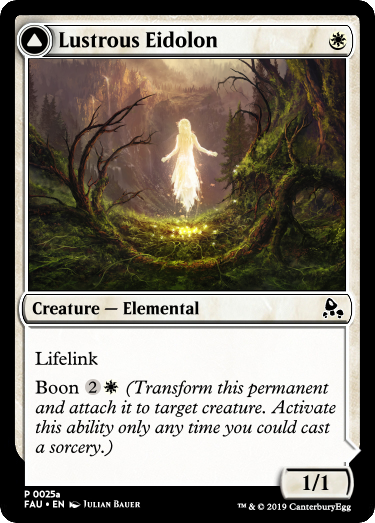 Lustrous Eidolon
Creature — Elemental
Lifelink
Boon 2 (Transform this permanent
and attach it to target creature. Activate
this ability only any time you could cast
a sorcery.)
1/1
P 0025a
FAU • EN JULIAN BAUER
™ & © 2019 CanterburyEgg